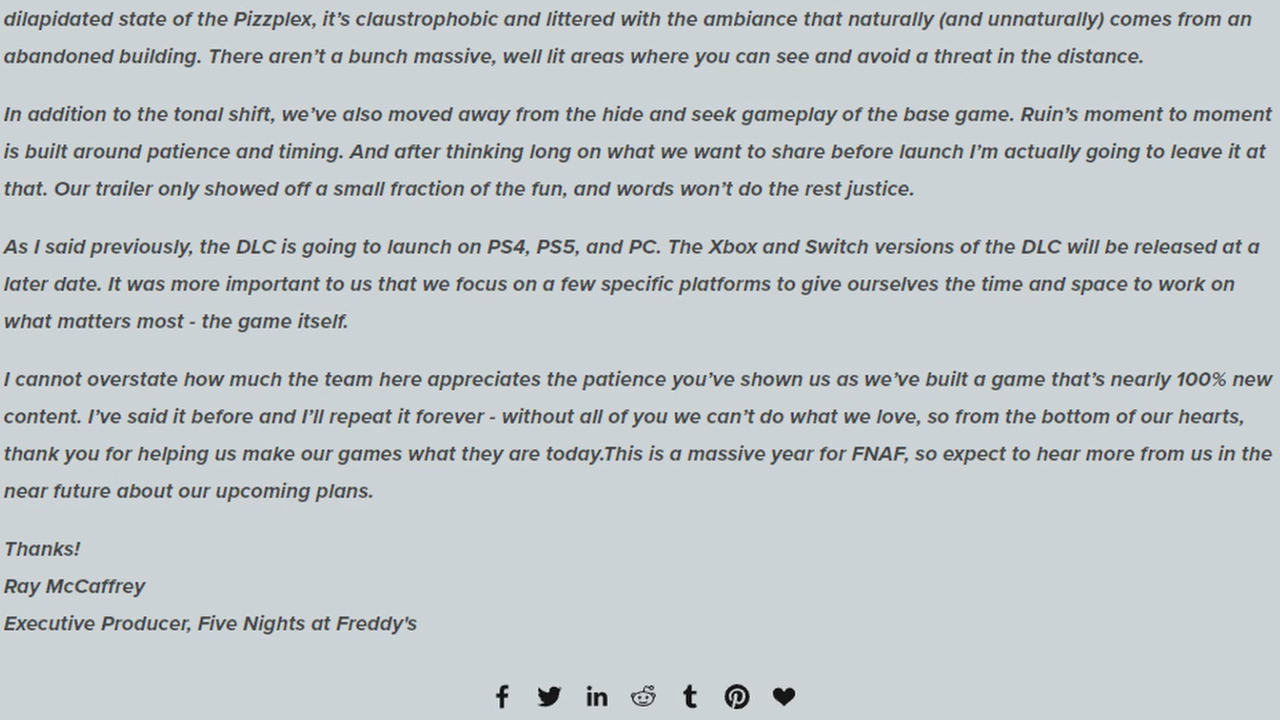 dilapidated state of the Pizzplex, it’s claustrophobic and littered with the ambiance that naturally (and unnaturally) comes from an
abandoned building. There aren’t a bunch massive, well lit areas where you can see and avoid a threat in the distance.
In addition to the tonal shift, we’ve also moved away from the hide and seek gameplay of the base game. Ruin’s moment to moment
is built around patience and timing. And after thinking long on what we want to share before launch I’m actually going to leave it at
that. Our trailer only showed off a small fraction of the fun, and words won’t do the rest justice.
As I said previously, the DLC is going to launch on PS4, PS5, and PC. The Xbox and Switch versions of the DLC will be released at a
later date. It was more important to us that we focus on a few specific platforms to give ourselves the time and space to work on
what matters most - the game itself.
I cannot overstate how much the team here appreciates the patience you’ve shown us as we’ve built a game that’s nearly 100% new
content. I’ve said it before and I’ll repeat it forever - without all of you we can’t do what we love, so from the bottom of our hearts,
thank you for helping us make our games what they are today.This is a massive year for FNAF, so expect to hear more from us in the
near future about our upcoming plans.
Thanks!
Ray McCaffrey
Executive Producer, Five Nights at Freddy's